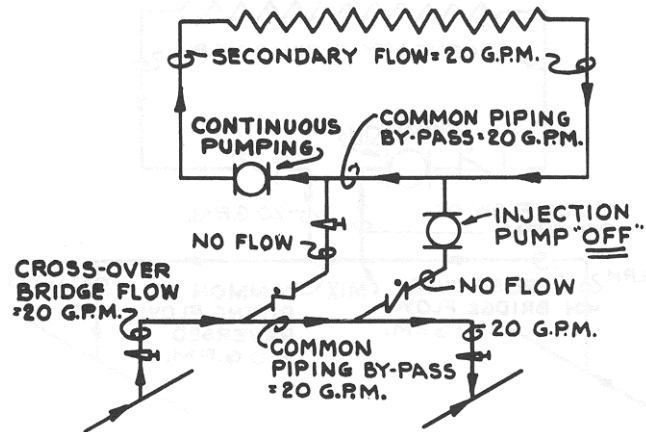 SECONDARY FLOW=20 G.P.M.
CONTINUOUS
PUMPING
COMMON PIPING
BY-PASS=20 G.P.M.
INJECTION
PUMP "OFF"
NO FLOW
NO FLOW
CROSS-OVER
BRIDGE FLOW
=20 G.P.M.
20 G.P.M.
COMMON
PIPING BY-PASS
=20 G.P.M.